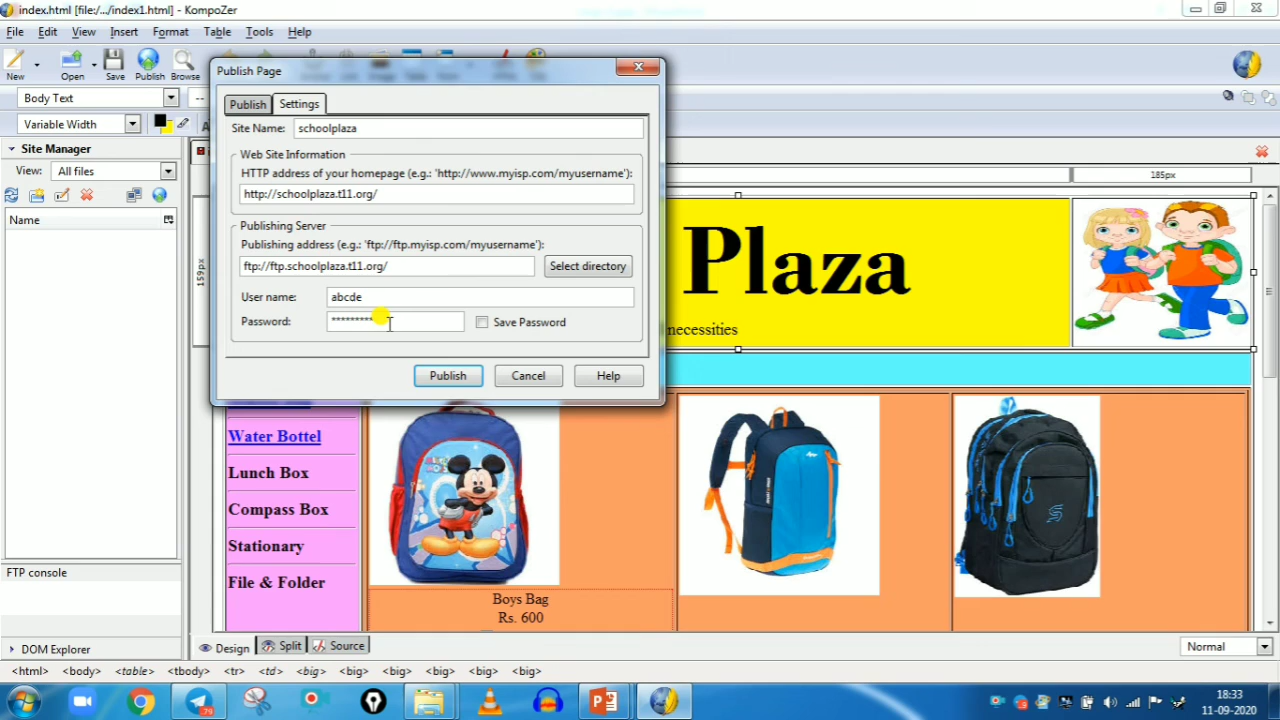 index.html [file:/.../index1.html] - KompoZer
File Edit View Insert Format Table Tools Help
New Open Save Publish Browse
Body Text
Variable Width
Site Manager
View: All files
Name
FTP console
DOM Explorer
Publish Page
Publish Settings
Site Name: schoolplaza
Web Site Information
HTTP address of your homepage (e.g.: 'http://www.myisp.com/myusername'):
http://schoolplaza.t11.org/
Publishing Server
Publishing address (e.g.: 'ftp://ftp.myisp.com/myusername'):
ftp://ftp.schoolplaza.t11.org/ Select directory
User name: abcde
Password: ********* Save Password
Publish Cancel Help
185px
159px
Plaza
necessities
Water Bottel
Lunch Box
Compass Box
Stationary
File & Folder
Boys Bag
Rs. 600
Design Split Source
Normal
<html> <body> <table> <tbody> <tr> <td> <big> <big> <big> <big> <big> <big>
79
18:33
11-09-2020